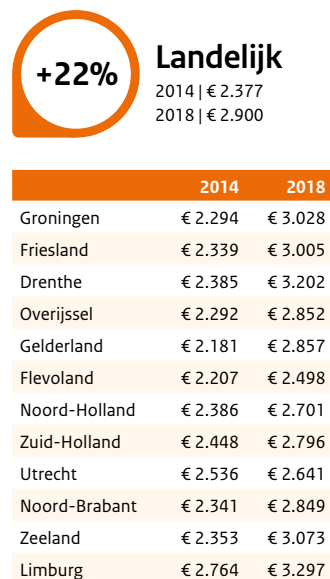 +22%
Landelijk
2014 | € 2.377
2018 | € 2.900
2014 2018
Groningen € 2.294 € 3.028
Friesland € 2.339 € 3.005
Drenthe € 2.385 € 3.202
Overijssel € 2.292 € 2.852
Gelderland € 2.181 € 2.857
Flevoland € 2.207 € 2.498
Noord-Holland € 2.386 € 2.701
Zuid-Holland € 2.448 € 2.796
Utrecht € 2.536 € 2.641
Noord-Brabant € 2.341 € 2.849
Zeeland € 2.353 € 3.073
Limburg € 2.764 € 3.297